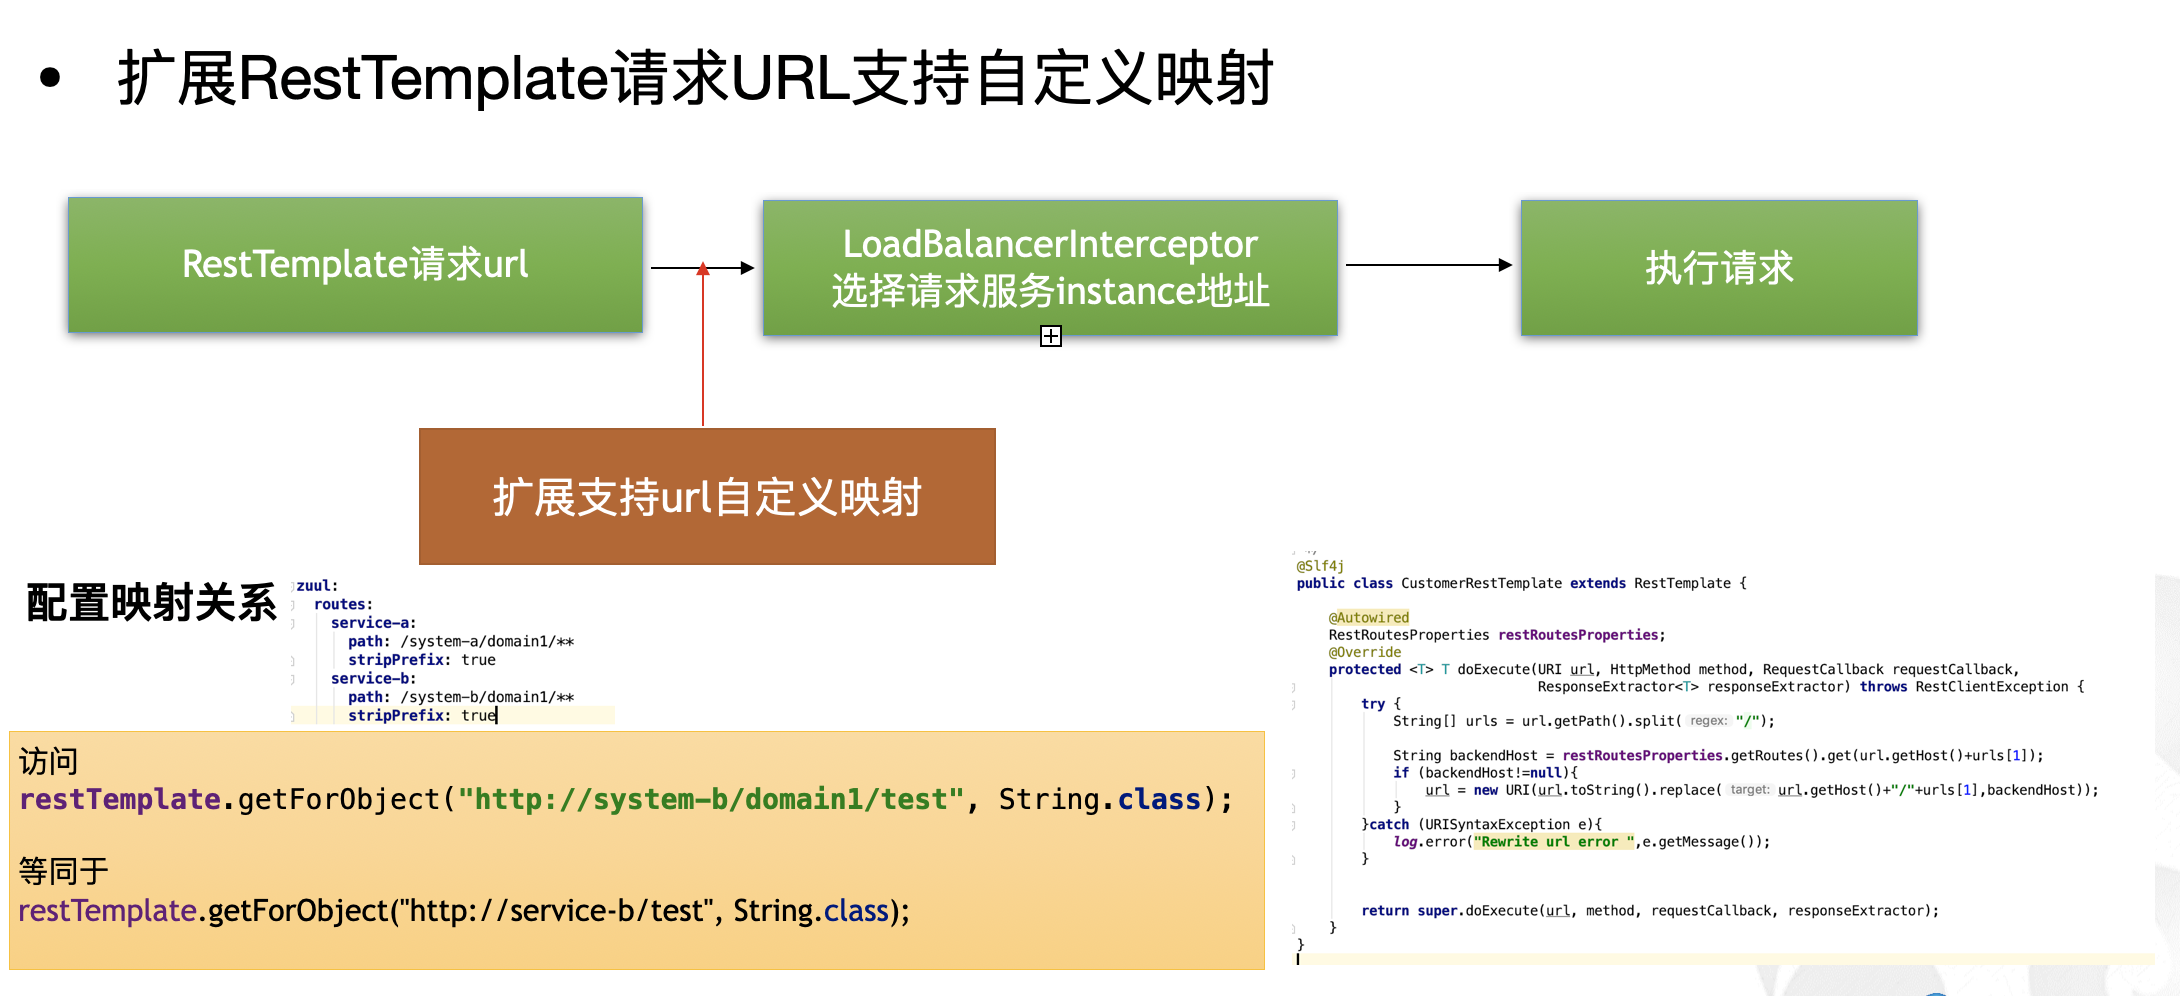 • 扩展RestTemplate请求URL支持自定义映射
RestTemplate请求url
LoadBalancerInterceptor
选择请求服务instance地址
执行请求
扩展支持url自定义映射
配置映射关系
zuul:
  routes:
    service-a:
      path: /system-a/domain1/**
      stripPrefix: true
    service-b:
      path: /system-b/domain1/**
      stripPrefix: true
访问
restTemplate.getForObject("http://system-b/domain1/test", String.class);
等同于
restTemplate.getForObject("http://service-b/test", String.class);
@Slf4j
public class CustomerRestTemplate extends RestTemplate {
    @Autowired
    RestRoutesProperties restRoutesProperties;
    @Override
    protected <T> T doExecute(URI url, HttpMethod method, RequestCallback requestCallback,
                              ResponseExtractor<T> responseExtractor) throws RestClientException {
        try {
            String[] urls = url.getPath().split( regex: "/");
            String backendHost = restRoutesProperties.getRoutes().get(url.getHost()+urls[1]);
            if (backendHost!=null){
                url = new URI(url.toString().replace( target: url.getHost()+"/"+urls[1],backendHost));
            }
        }catch (URISyntaxException e){
            log.error("Rewrite url error ",e.getMessage());
        }
        return super.doExecute(url, method, requestCallback, responseExtractor);
    }
}